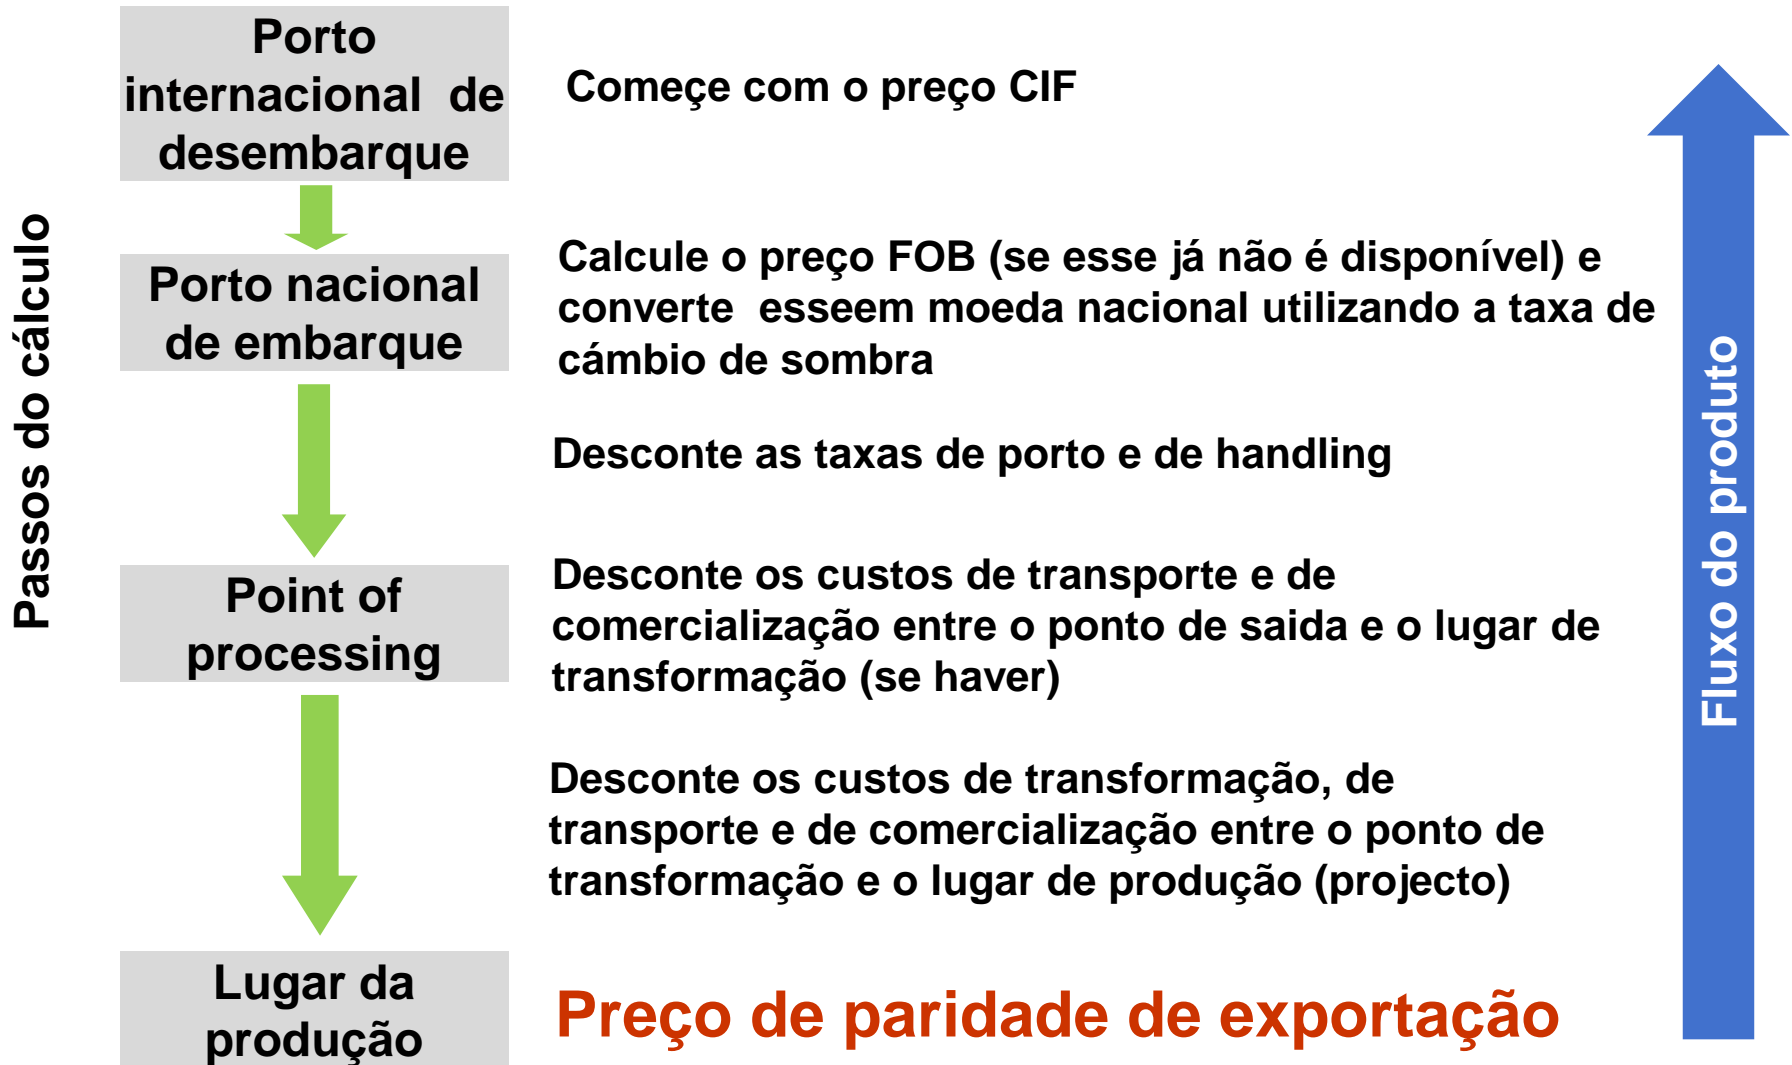 Passos do cálculo
Porto
internacional  de
desembarque
Começe com o preço CIF
Porto nacional
de embarque
Calcule o preço FOB (se esse já não é disponível) e
converte  esseem moeda nacional utilizando a taxa de
cámbio de sombra
Desconte as taxas de porto e de handling
Point of
processing
Desconte os custos de transporte e de
comercialização entre o ponto de saida e o lugar de
transformação (se haver)
Desconte os custos de transformação, de
transporte e de comercialização entre o ponto de
transformação e o lugar de produção (projecto)
Lugar da
produção
Preço de paridade de exportação
Fluxo do produto